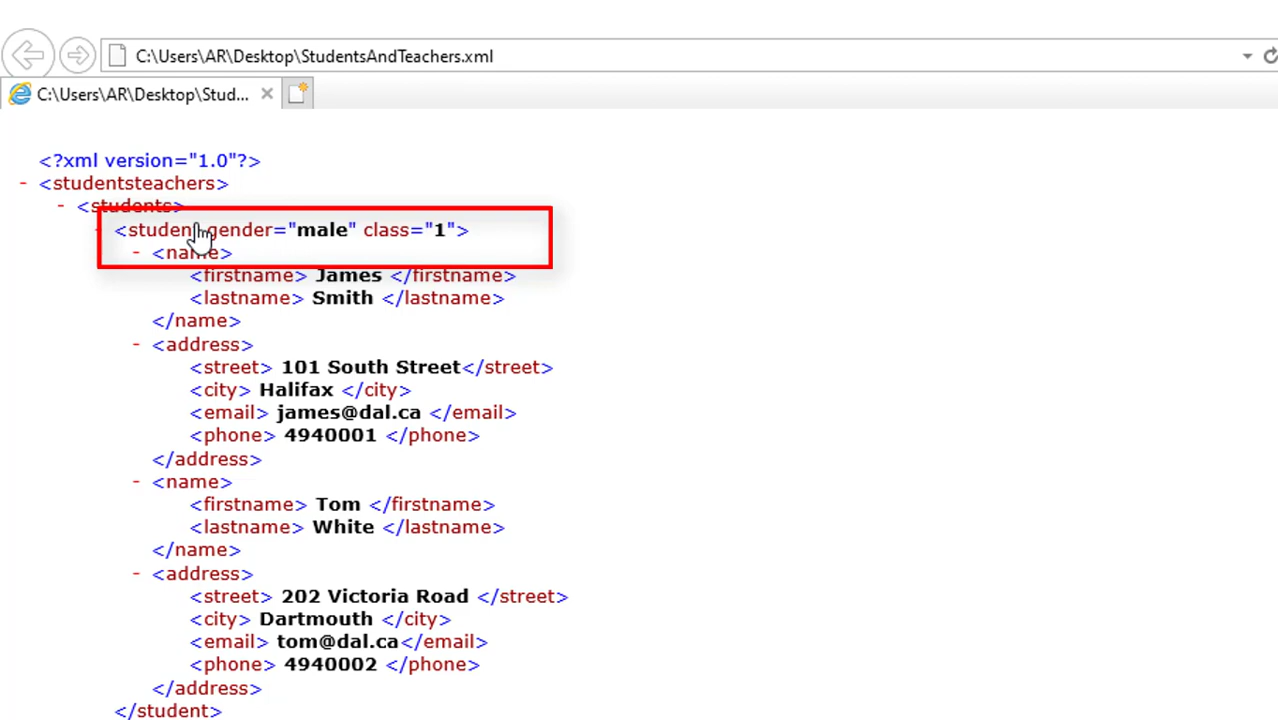 C:\Users\AR\Desktop\StudentsAndTeachers.xml
C:\Users\AR\Desktop\Stud...
<?xml version="1.0"?>
- <studentsteachers>
- <students>
- <student gender="male" class="1">
- <name>
<firstname> James </firstname>
<lastname> Smith </lastname>
</name>
- <address>
<street> 101 South Street</street>
<city> Halifax </city>
<email> james@dal.ca </email>
<phone> 4940001 </phone>
</address>
- <name>
<firstname> Tom </firstname>
<lastname> White </lastname>
</name>
- <address>
<street> 202 Victoria Road </street>
<city> Dartmouth </city>
<email> tom@dal.ca</email>
<phone> 4940002 </phone>
</address>
</student>